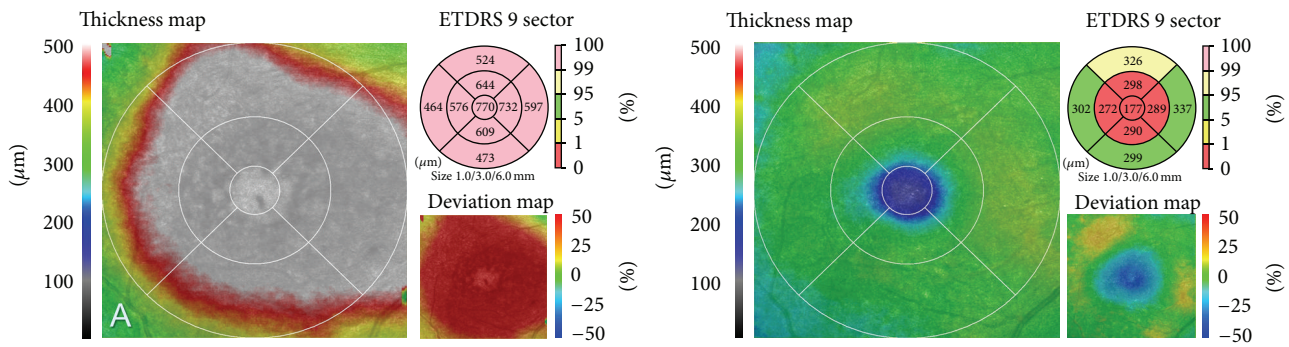 Thickness map
500
400
300
200
100
(µm)
A
ETDRS 9 sector
524
644
464 576 770 732 597
609
473
(µm)
Size 1.0/3.0/6.0 mm
100
99
95
5
1
0
(%)
Deviation map
50
25
0
−25
−50
(%)
Thickness map
500
400
300
200
100
(µm)
ETDRS 9 sector
326
298
302 272 177 289 337
290
299
(µm)
Size 1.0/3.0/6.0 mm
100
99
95
5
1
0
(%)
Deviation map
50
25
0
−25
−50
(%)